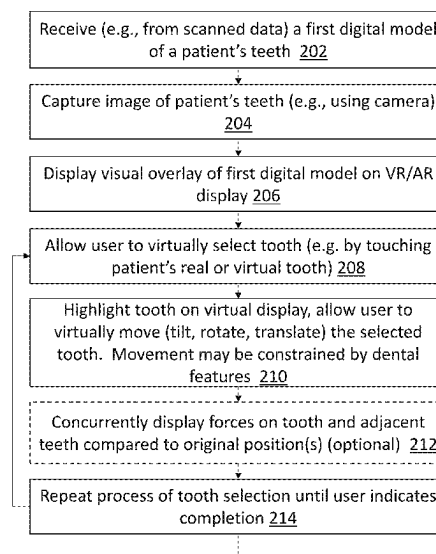 Receive (e.g., from scanned data) a first digital model
of a patient's teeth 202
Capture image of patient's teeth (e.g., using camera)
204
Display visual overlay of first digital model on VR/AR
display 206
Allow user to virtually select tooth (e.g. by touching
patient's real or virtual tooth) 208
Highlight tooth on virtual display, allow user to
virtually move (tilt, rotate, translate) the selected
tooth. Movement may be constrained by dental
features 210
Concurrently display forces on tooth and adjacent
teeth compared to original position(s) (optional) 212
Repeat process of tooth selection until user indicates
completion 214